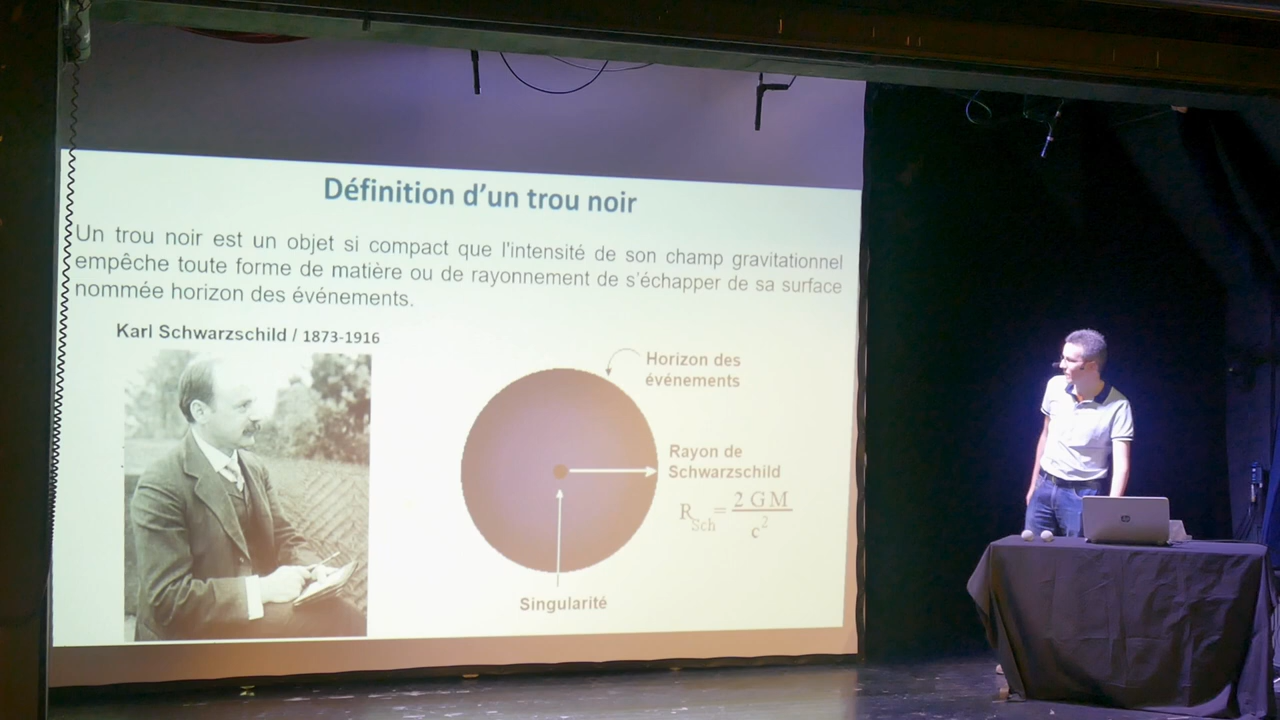 Définition d'un trou noir
Un trou noir est un objet si compact que l'intensité de son champ gravitationnel
empêche toute forme de matière ou de rayonnement de s'échapper de sa surface
nommée horizon des événements.
Karl Schwarzschild / 1873-1916
Horizon des
événements
Rayon de
Schwarzschild
R_Sch = 2 G M / c²
Singularité
hp